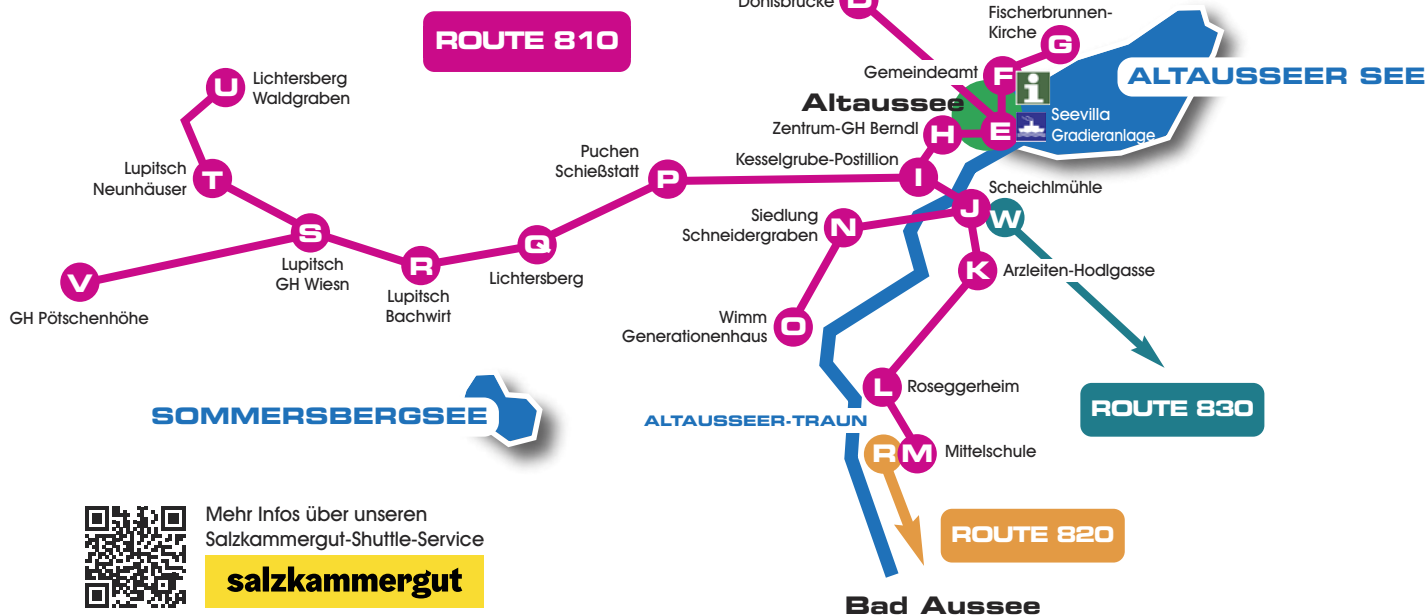 Fischerbrunnen-
Kirche
G
ROUTE 810
Gemeindeamt
F
i
ALTAUSSEER SEE
U
Lichtersberg
Waldgraben
Altaussee
Seevilla
Gradieranlage
Zentrum-GH Berndl
H
E
Puchen
Schießstatt
P
Kesselgrube-Postillion
I
Lupitsch
Neunhäuser
T
Scheichlmühle
J
W
Siedlung
Schneidergraben
N
S
Lupitsch
GH Wiesn
Q
Lichtersberg
R
Lupitsch
Bachwirt
K
Arzleiten-Hodlgasse
V
GH Pötschenhöhe
Wimm
Generationenhaus
O
L
Roseggerheim
ROUTE 830
SOMMERSBERGSEE
ALTAUSSEER-TRAUN
R
M
Mittelschule
Mehr Infos über unseren
Salzkammergut-Shuttle-Service
salzkammergut
ROUTE 820
Bad Aussee